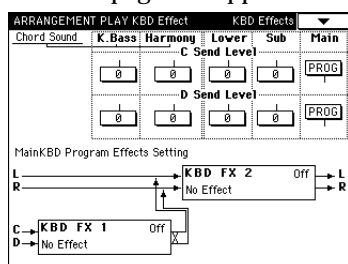 ARRANGEMENT PLAY KBD Effect KBD Effects
Chord Sound K.Bass Harmony Lower Sub Main
C Send Level
0 0 0 0 PROG
D Send Level
0 0 0 0 PROG
MainKBD Program Effects Setting
L KBD FX 2 Off L
R No Effect R
C KBD FX 1 Off
D No Effect